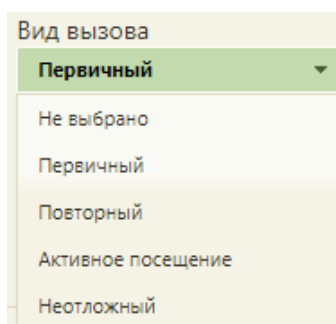 Вид вызова
Первичный
Не выбрано
Первичный
Повторный
Активное посещение
Неотложный